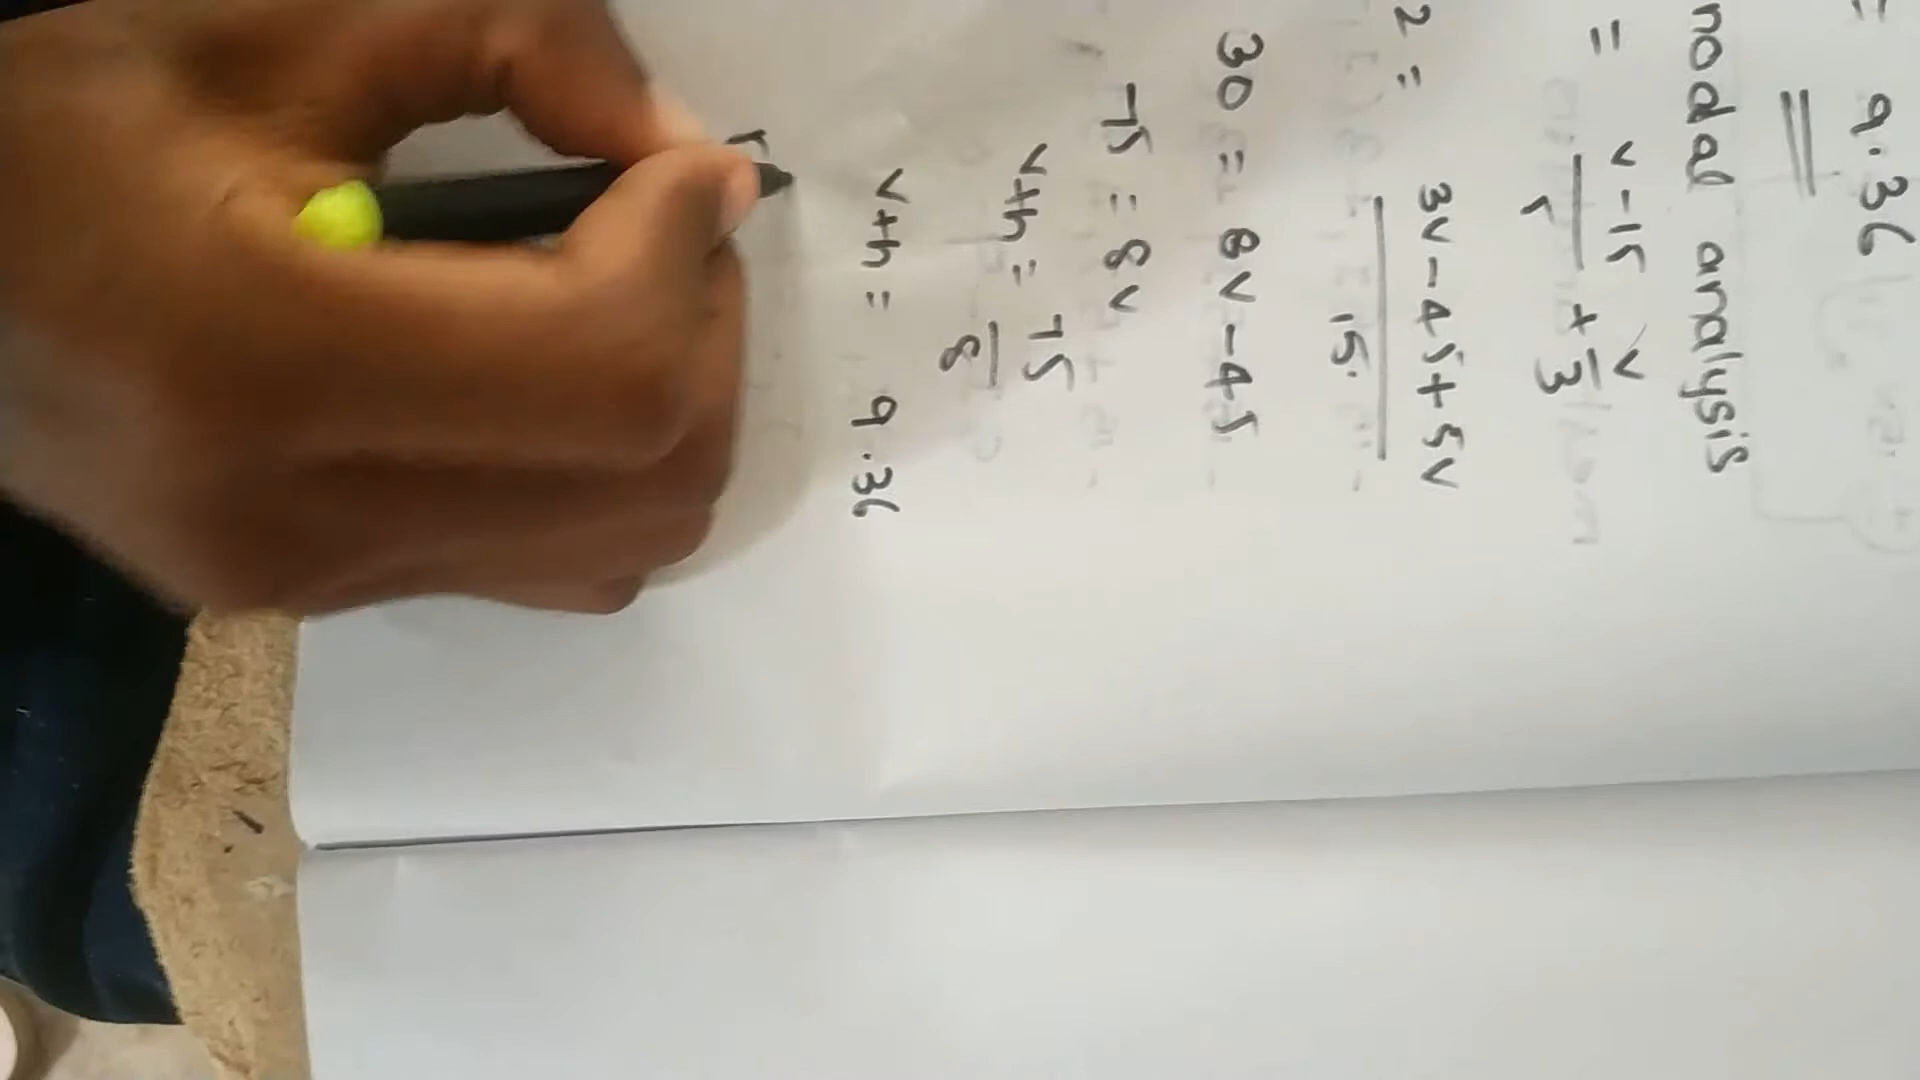 = 9.36
nodal analysis
= v-15/5 + v/3
2 = 3v-45+5v/15.
30 = 8v-45
75 = 8v
vth = 75/8
vth = 9.36